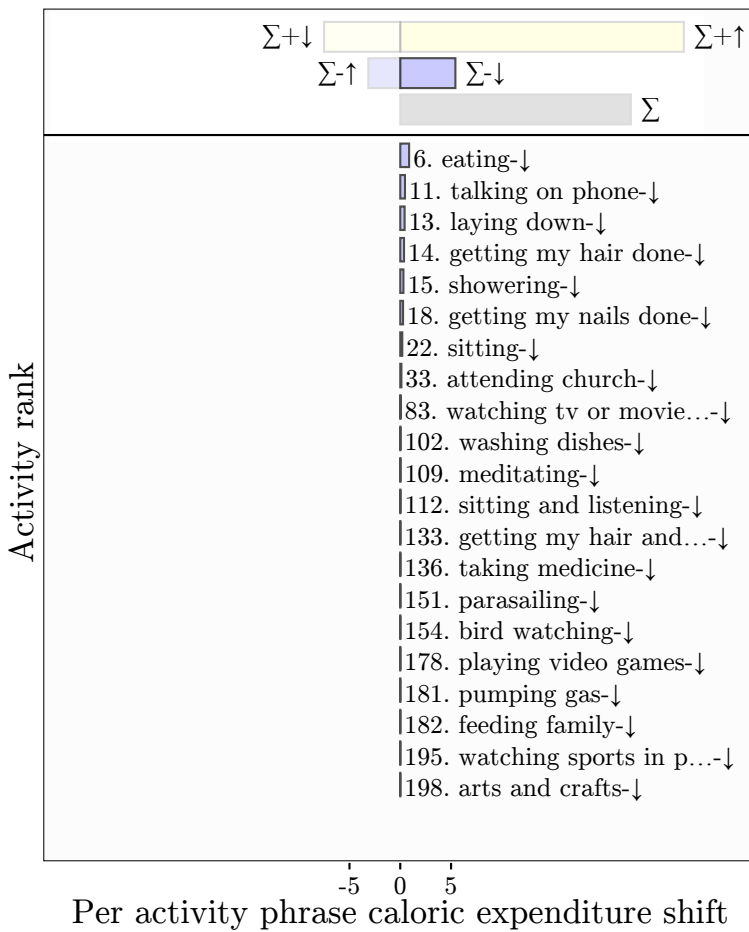 ∑+↓ ∑+↑
∑-↑ ∑-↓
∑
6. eating-↓
11. talking on phone-↓
13. laying down-↓
14. getting my hair done-↓
15. showering-↓
18. getting my nails done-↓
22. sitting-↓
33. attending church-↓
83. watching tv or movie…-↓
102. washing dishes-↓
109. meditating-↓
112. sitting and listening-↓
133. getting my hair and…-↓
136. taking medicine-↓
151. parasailing-↓
154. bird watching-↓
178. playing video games-↓
181. pumping gas-↓
182. feeding family-↓
195. watching sports in p…-↓
198. arts and crafts-↓
Activity rank
-5 0 5
Per activity phrase caloric expenditure shift